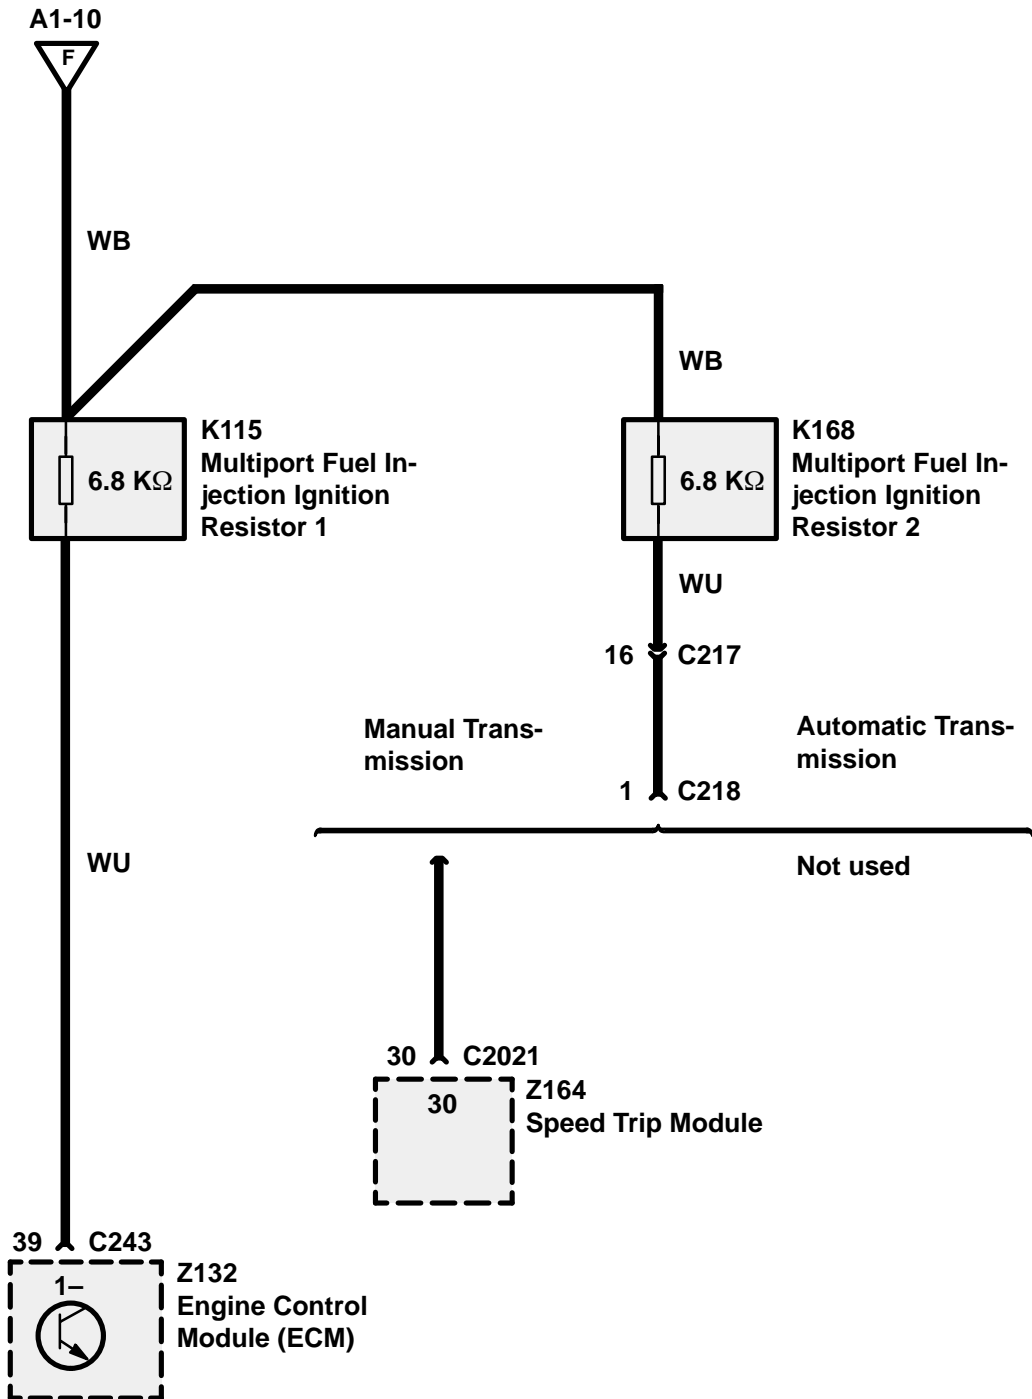 A1-10
F
WB
WB
K115
Multiport Fuel In-
jection Ignition
Resistor 1
6.8 KΩ
K168
Multiport Fuel In-
jection Ignition
Resistor 2
6.8 KΩ
WU
16 C217
Manual Trans-
mission
Automatic Trans-
mission
1 C218
WU
Not used
30 C2021
30
Z164
Speed Trip Module
39 C243
1–
Z132
Engine Control
Module (ECM)